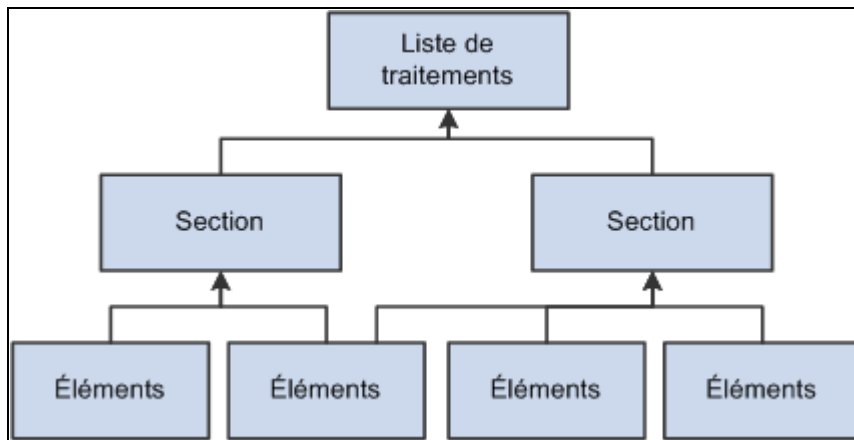 Liste de
traitements
Section
Section
Éléments
Éléments
Éléments
Éléments